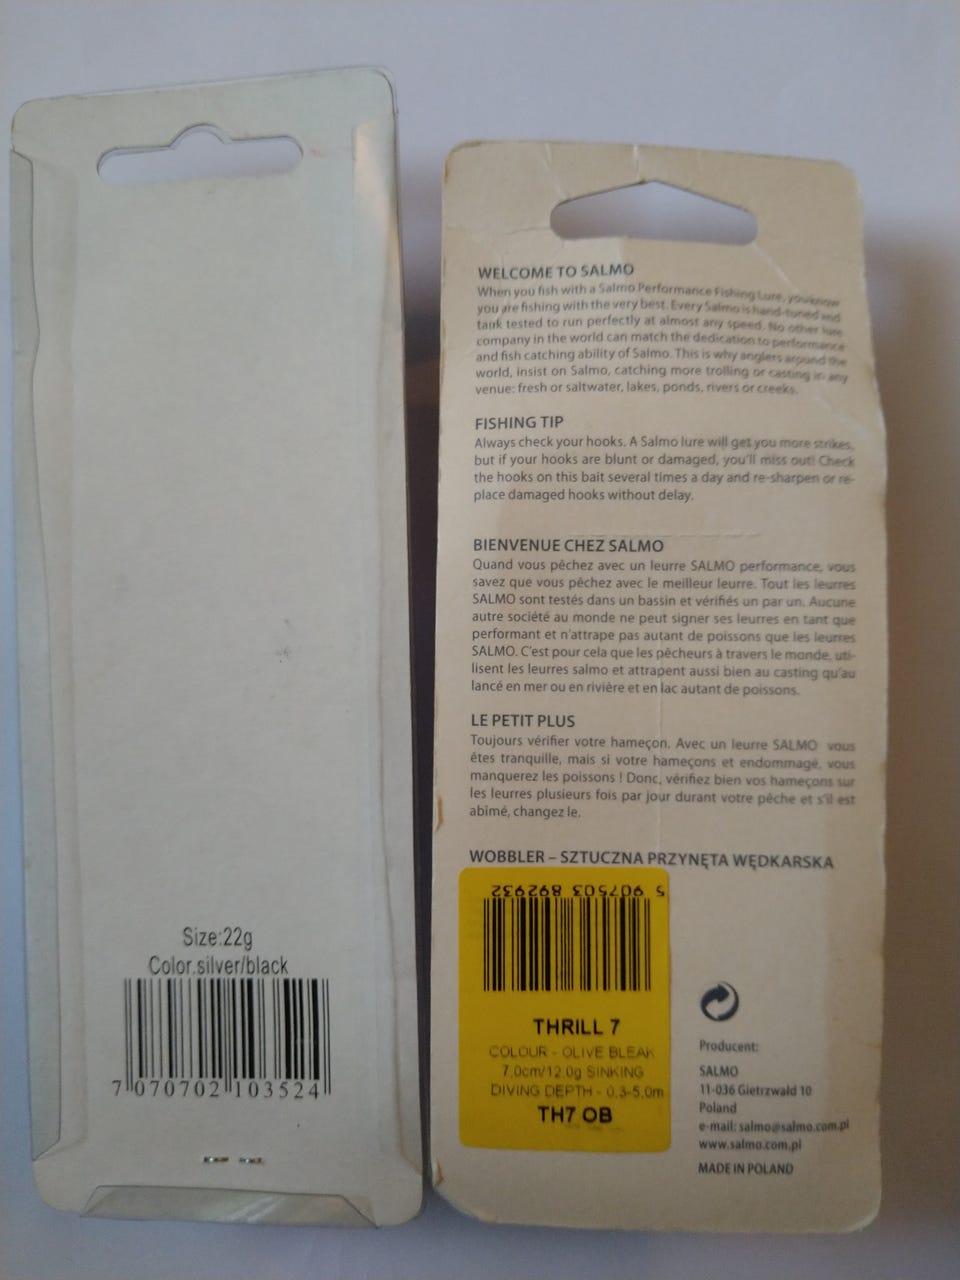 Size:22g
Color.silver/black
7 070702 103524
WELCOME TO SALMO
When you fish with a Salmo Performance Fishing Lure, you know
you are fishing with the very best. Every Salmo is hand-tuned and
tank tested to run perfectly at almost any speed. No other lure
company in the world can match the dedication to performance
and fish catching ability of Salmo. This is why anglers around the
world, insist on Salmo, catching more trolling or casting in any
venue: fresh or saltwater, lakes, ponds, rivers or creeks.
FISHING TIP
Always check your hooks. A Salmo lure will get you more strikes,
but if your hooks are blunt or damaged, you'll miss out! Check
the hooks on this bait several times a day and re-sharpen or re-
place damaged hooks without delay.
BIENVENUE CHEZ SALMO
Quand vous pêchez avec un leurre SALMO performance, vous
savez que vous pêchez avec le meilleur leurre. Tout les leurres
SALMO sont testés dans un bassin et vérifiés un par un. Aucune
autre société au monde ne peut signer ses leurres en tant que
performant et n'attrape pas autant de poissons que les leurres
SALMO. C'est pour cela que les pêcheurs à travers le monde, uti-
lisent les leurres salmo et attrapent aussi bien au casting qu'au
lancé en mer ou en rivière et en lac autant de poissons.
LE PETIT PLUS
Toujours vérifier votre hameçon. Avec un leurre SALMO vous
êtes tranquille, mais si votre hameçons et endommagé, vous
manquerez les poissons ! Donc, vérifiez bien vos hameçons sur
les leurres plusieurs fois par jour durant votre pêche et s'il est
abîmé, changez le.
WOBBLER – SZTUCZNA PRZYNĘTA WĘDKARSKA
5 907503 892932
THRILL 7
COLOUR - OLIVE BLEAK
7,0cm/12.0g SINKING
DIVING DEPTH - 0,3-5,0m
TH7 OB
Producent:
SALMO
11-036 Gietrzwałd 10
Poland
e-mail: salmo@salmo.com.pl
www.salmo.com.pl
MADE IN POLAND